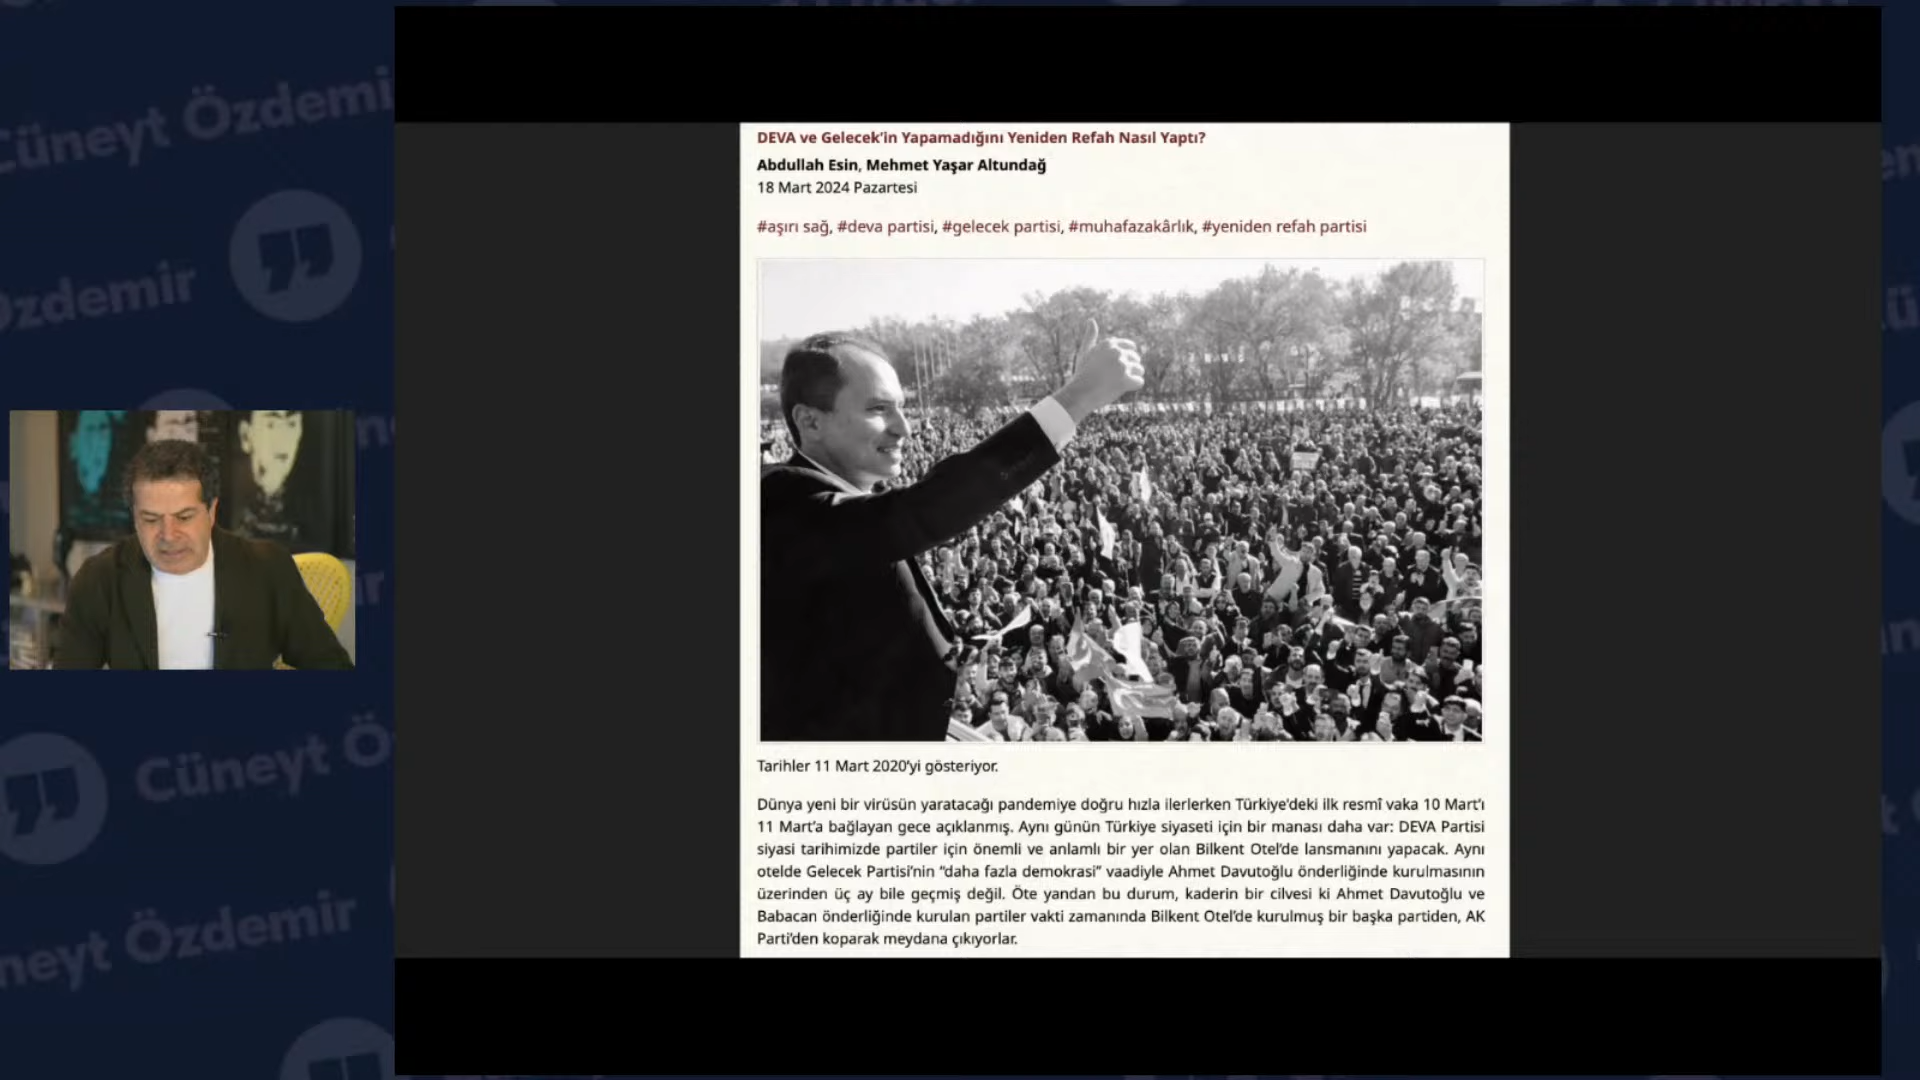 Cüneyt Özdemir
Özdemir
DEVA ve Gelecek’in Yapamadığını Yeniden Refah Nasıl Yaptı?
Abdullah Esin, Mehmet Yaşar Altundağ
18 Mart 2024 Pazartesi
#aşırı sağ, #deva partisi, #gelecek partisi, #muhafazakârlık, #yeniden refah partisi
Tarihler 11 Mart 2020’yi gösteriyor.
Dünya yeni bir virüsün yaratacağı pandemiye doğru hızla ilerlerken Türkiye’deki ilk resmî vaka 10 Mart’ı
11 Mart’a bağlayan gece açıklanmış. Aynı günün Türkiye siyaseti için bir manası daha var: DEVA Partisi
siyasi tarihimizde partiler için önemli ve anlamlı bir yer olan Bilkent Otel’de lansmanını yapacak. Aynı
otelde Gelecek Partisi’nin “daha fazla demokrasi” vaadiyle Ahmet Davutoğlu önderliğinde kurulmasının
üzerinden üç ay bile geçmiş değil. Öte yandan bu durum, kaderin bir cilvesi ki Ahmet Davutoğlu ve
Babacan önderliğinde kurulan partiler vakti zamanında Bilkent Otel’de kurulmuş bir başka partiden, AK
Parti’den koparak meydana çıkıyorlar.
Cüneyt Ö
neyt Özdemir